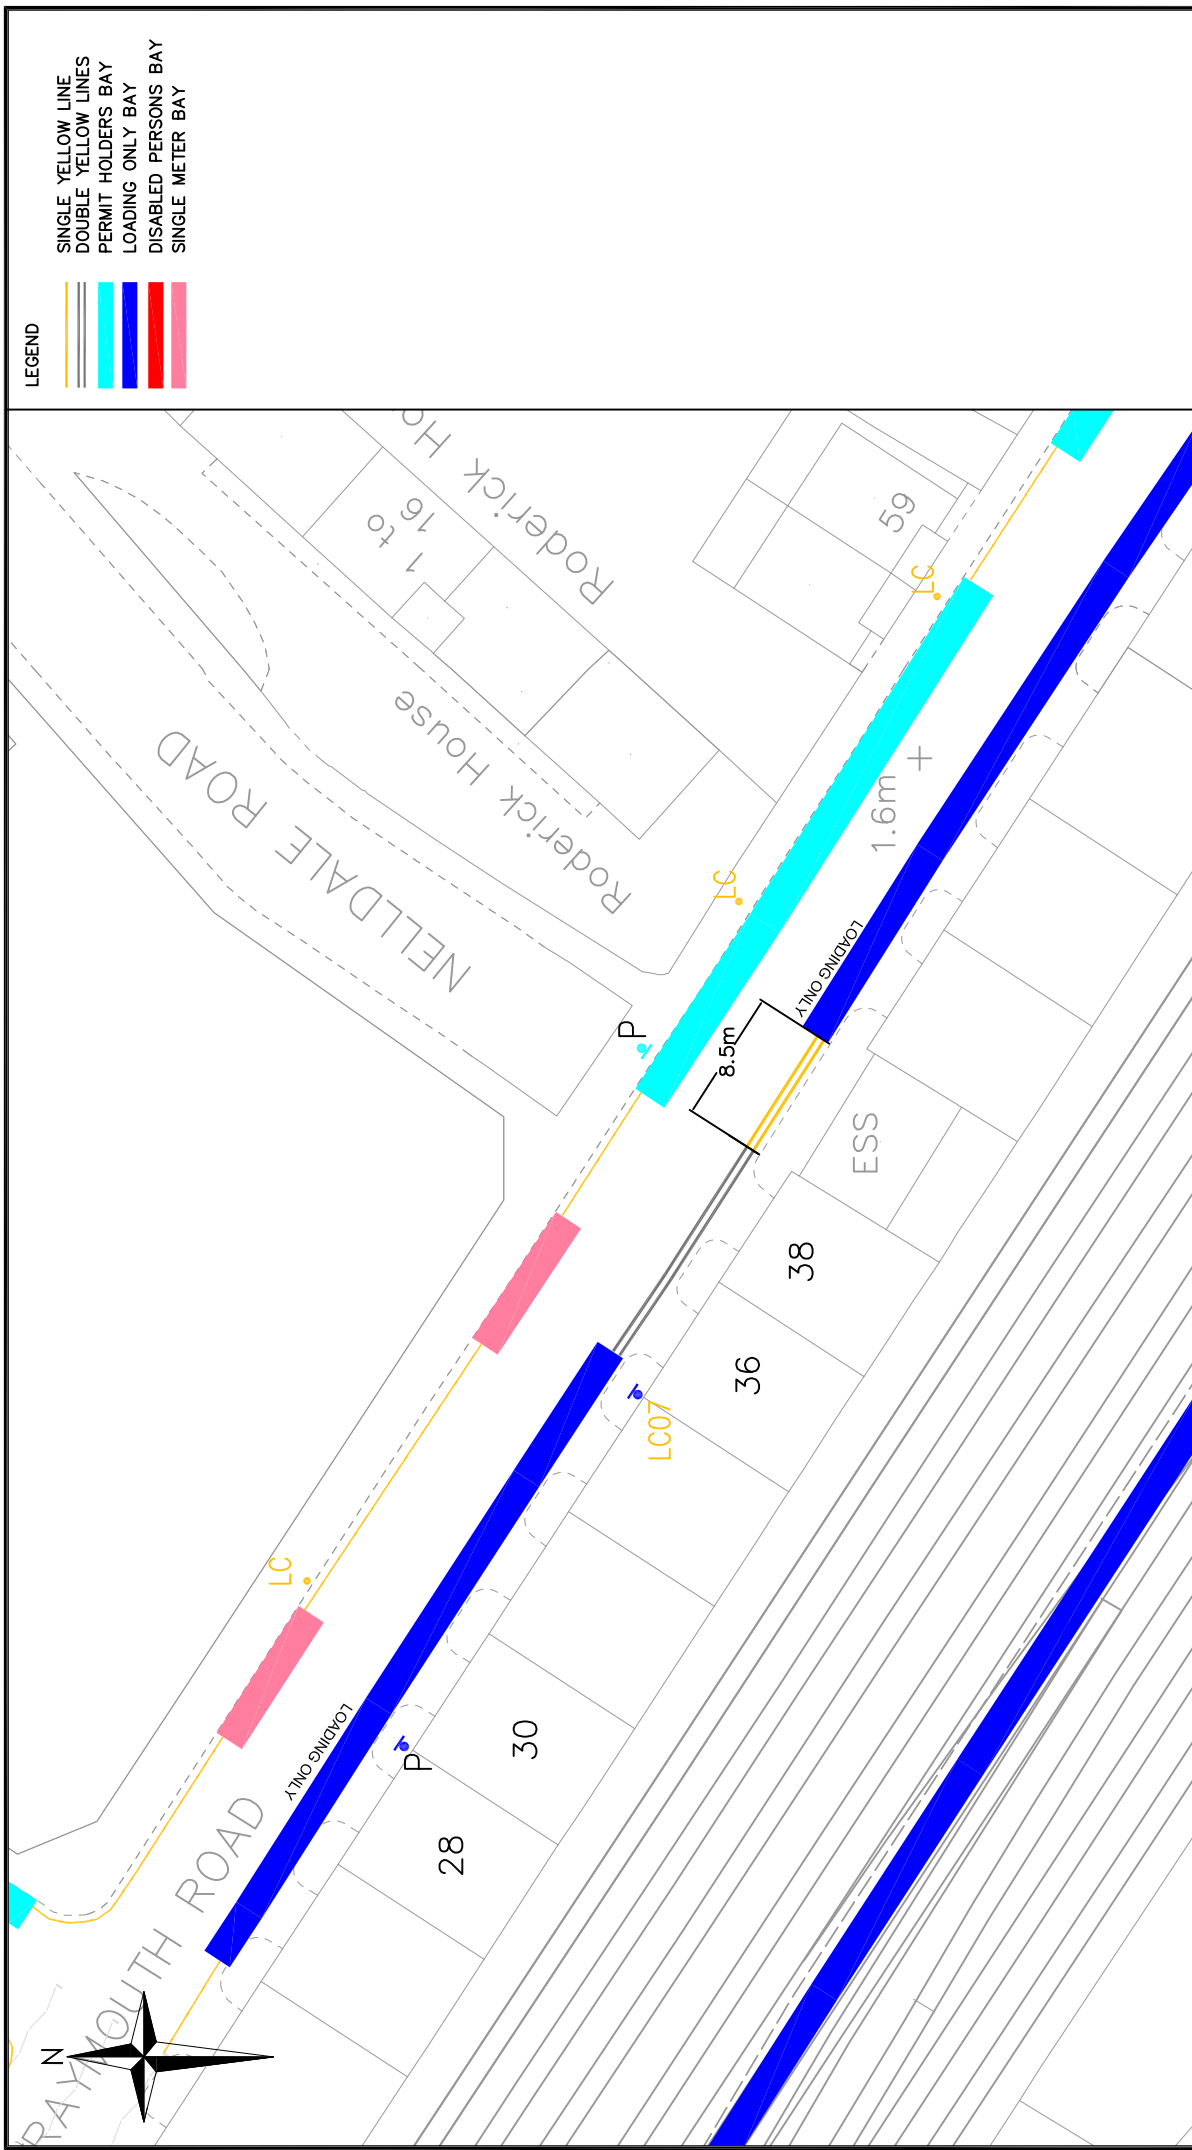 LEGEND
SINGLE YELLOW LINE
DOUBLE YELLOW LINES
PERMIT HOLDERS BAY
LOADING ONLY BAY
DISABLED PERSONS BAY
SINGLE METER BAY
N
RAYMOUTH ROAD
NELLDALE ROAD
Roderick House
1 to
16
Roderick Ho
59
LC
LC
LC
LC07
P
P
1.6m
8.5m
LOADING ONLY
LOADING ONLY
ESS
38
36
30
28